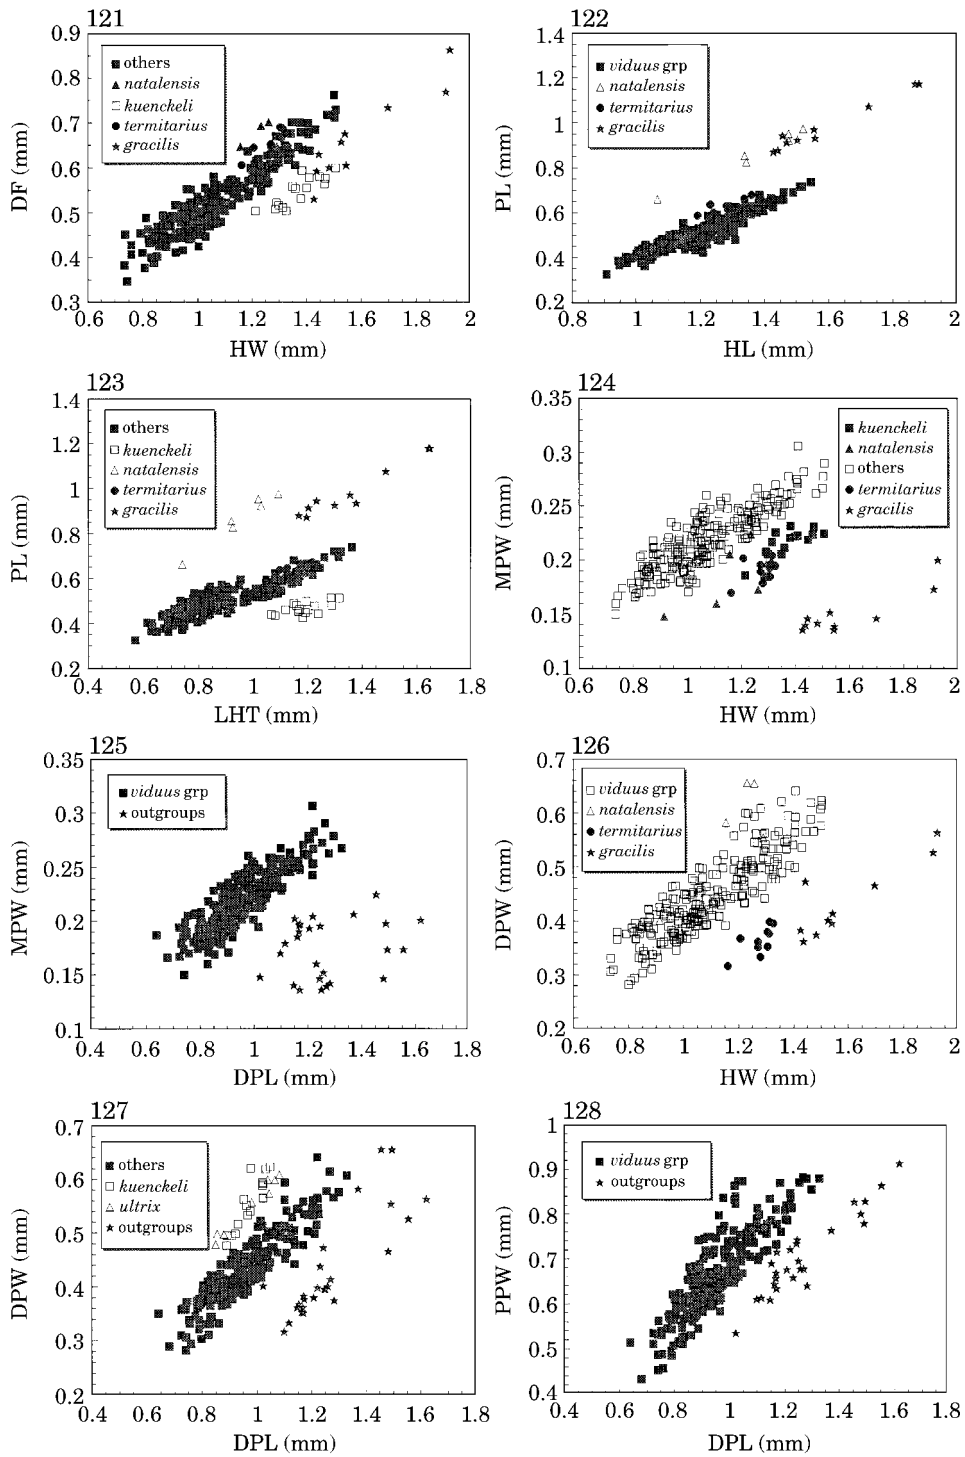 121
0.9
0.8
0.7
0.6
0.5
0.4
0.3
DF (mm)
others
natalensis
kuenckeli
termitarius
gracilis
0.6 0.8 1 1.2 1.4 1.6 1.8 2
HW (mm)
122
1.4
1.2
1
0.8
0.6
0.4
0.2
PL (mm)
viduus grp
natalensis
termitarius
gracilis
0.8 1 1.2 1.4 1.6 1.8 2
HL (mm)
123
1.4
1.2
1
0.8
0.6
0.4
0.2
PL (mm)
others
kuenckeli
natalensis
termitarius
gracilis
0.4 0.6 0.8 1 1.2 1.4 1.6 1.8
LHT (mm)
124
0.35
0.3
0.25
0.2
0.15
0.1
MPW (mm)
kuenckeli
natalensis
others
termitarius
gracilis
0.6 0.8 1 1.2 1.4 1.6 1.8 2
HW (mm)
125
0.35
0.3
0.25
0.2
0.15
0.1
MPW (mm)
viduus grp
outgroups
0.4 0.6 0.8 1 1.2 1.4 1.6 1.8
DPL (mm)
126
0.7
0.6
0.5
0.4
0.3
0.2
DPW (mm)
viduus grp
natalensis
termitarius
gracilis
0.6 0.8 1 1.2 1.4 1.6 1.8 2
HW (mm)
127
0.7
0.6
0.5
0.4
0.3
0.2
DPW (mm)
others
kuenckeli
ultrix
outgroups
0.4 0.6 0.8 1 1.2 1.4 1.6 1.8
DPL (mm)
128
1
0.9
0.8
0.7
0.6
0.5
0.4
PPW (mm)
viduus grp
outgroups
0.4 0.6 0.8 1 1.2 1.4 1.6 1.8
DPL (mm)